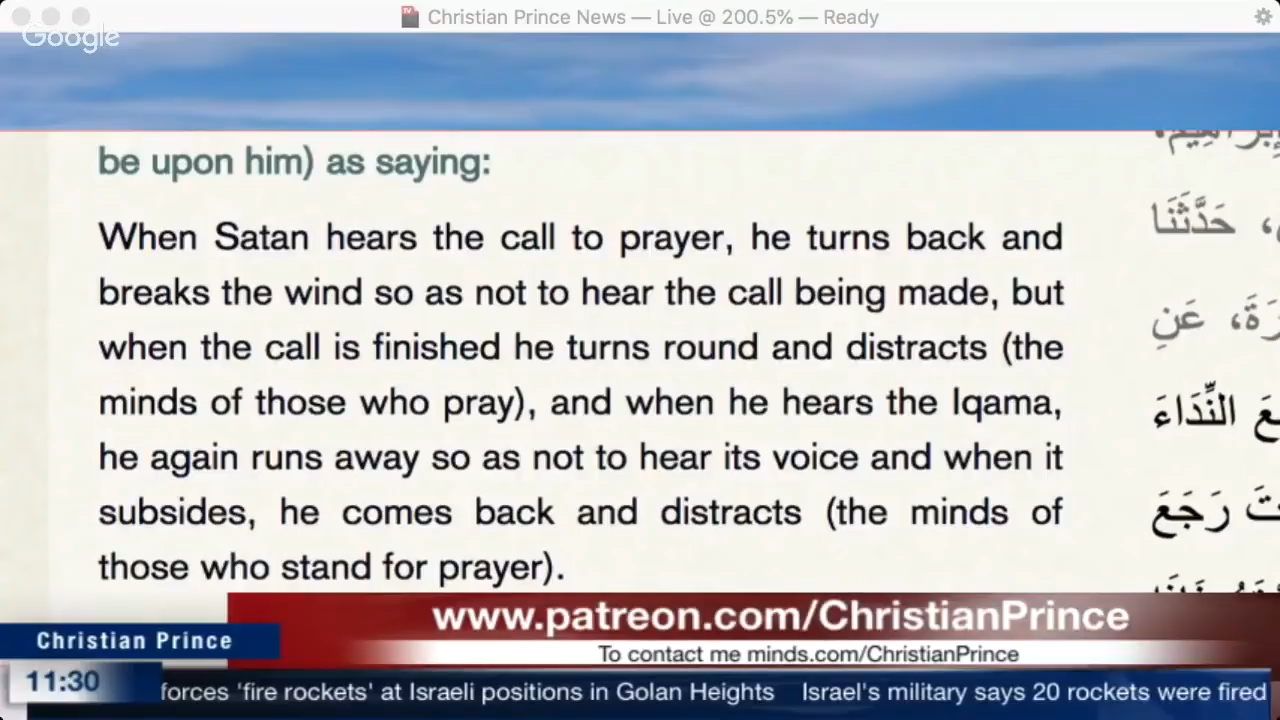 Christian Prince News — Live @ 200.5% — Ready
Google
be upon him) as saying:
When Satan hears the call to prayer, he turns back and
breaks the wind so as not to hear the call being made, but
when the call is finished he turns round and distracts (the
minds of those who pray), and when he hears the Iqama,
he again runs away so as not to hear its voice and when it
subsides, he comes back and distracts (the minds of
those who stand for prayer).
، حَدَّثَنَا
عَنِ
النِّدَاءَ
رَجَعَ
www.patreon.com/ChristianPrince
To contact me minds.com/ChristianPrince
Christian Prince
11:30
forces 'fire rockets' at Israeli positions in Golan Heights Israel's military says 20 rockets were fired